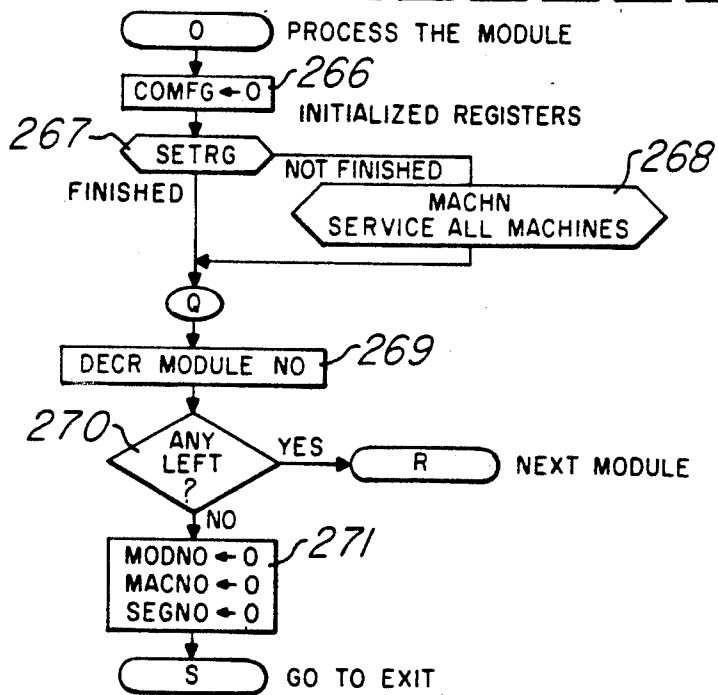 O PROCESS THE MODULE
266
COMFG ← O
INITIALIZED REGISTERS
267
SETRG
NOT FINISHED
268
FINISHED
MACHN
SERVICE ALL MACHINES
Q
DECR MODULE NO
269
270
ANY
LEFT
?
YES
R NEXT MODULE
NO
271
MODNO ← O
MACNO ← O
SEGNO ← O
S GO TO EXIT